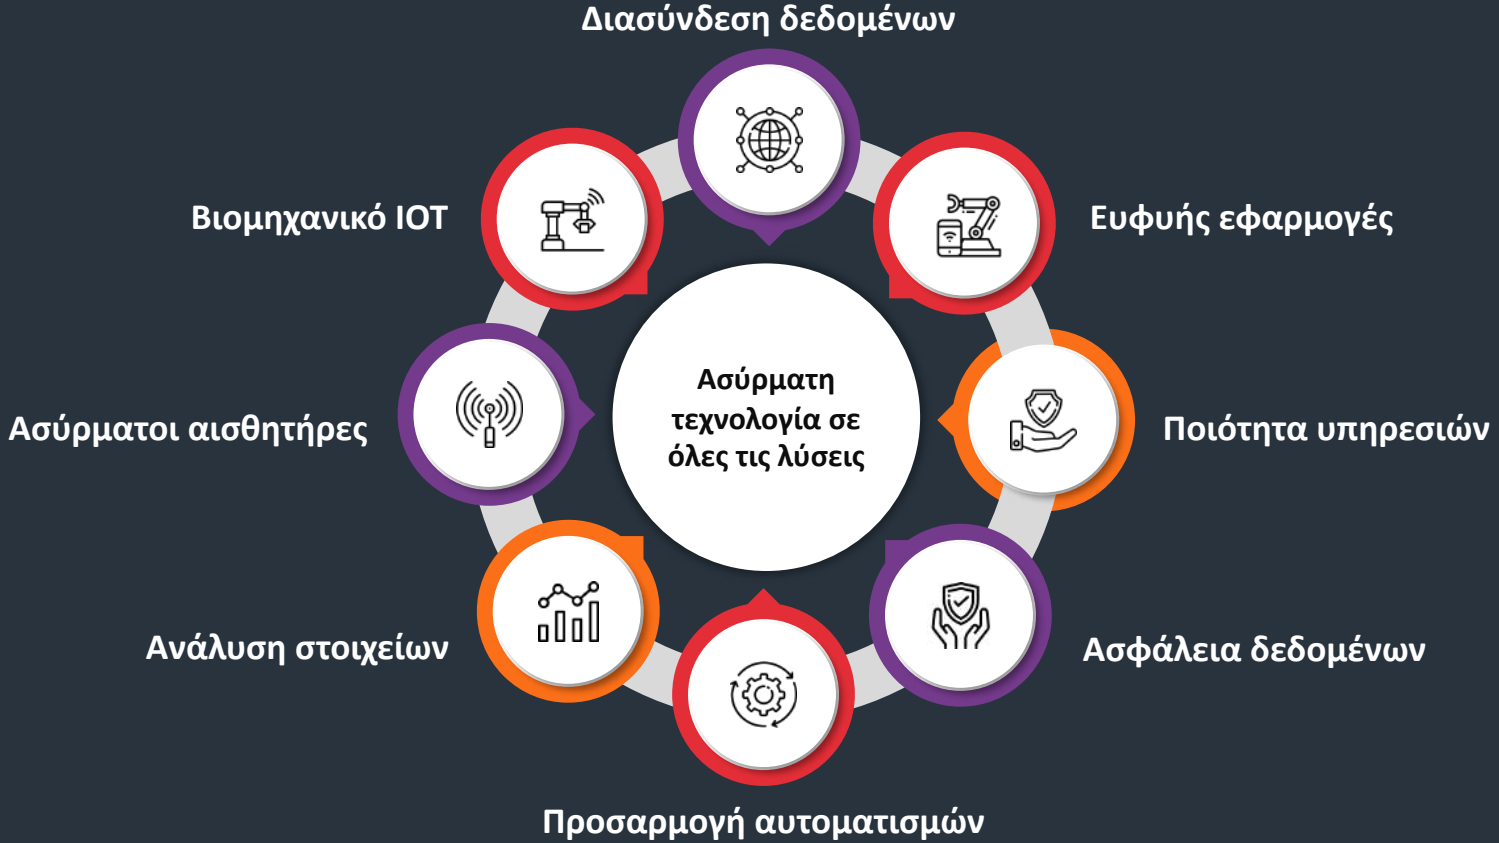 Διασύνδεση δεδομένων
Βιομηχανικό ΙΟΤ
Ευφυής εφαρμογές
Ασύρματη
τεχνολογία σε
όλες τις λύσεις
Ασύρματοι αισθητήρες
Ποιότητα υπηρεσιών
Ανάλυση στοιχείων
Ασφάλεια δεδομένων
Προσαρμογή αυτοματισμών